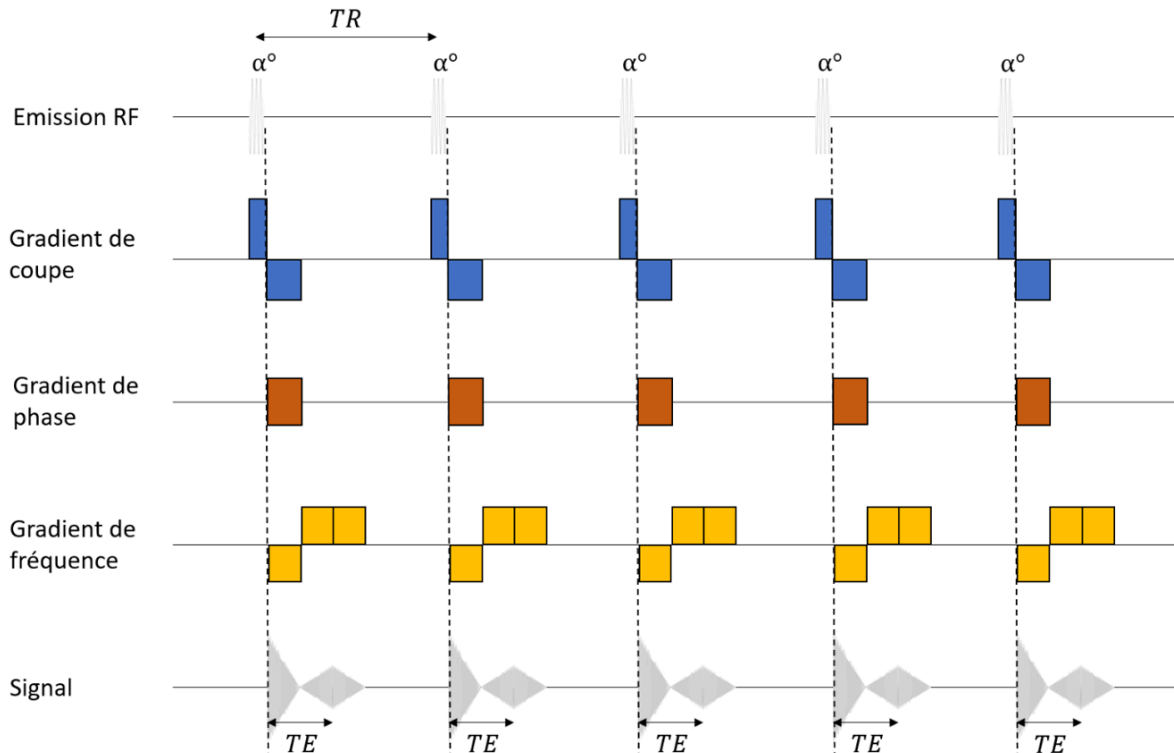 TR
α° α° α° α° α°
Emission RF
Gradient de
coupe
Gradient de
phase
Gradient de
fréquence
Signal
TE TE TE TE TE